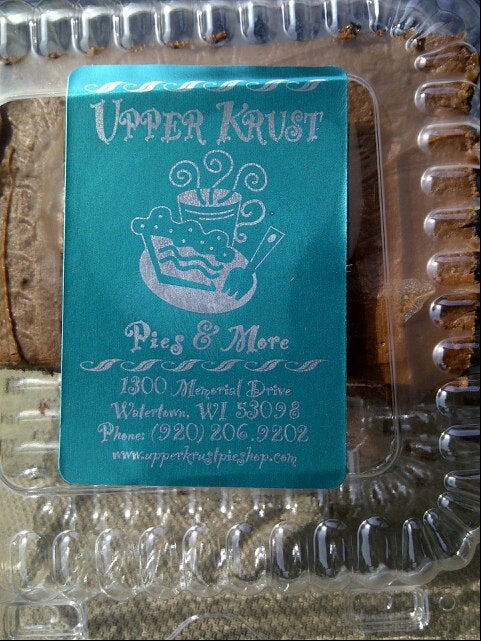 Upper Krust
Pies & More
1300 Memorial Drive
Watertown, WI 53098
Phone: (920) 206.9202
www.upperkrustpieshop.com